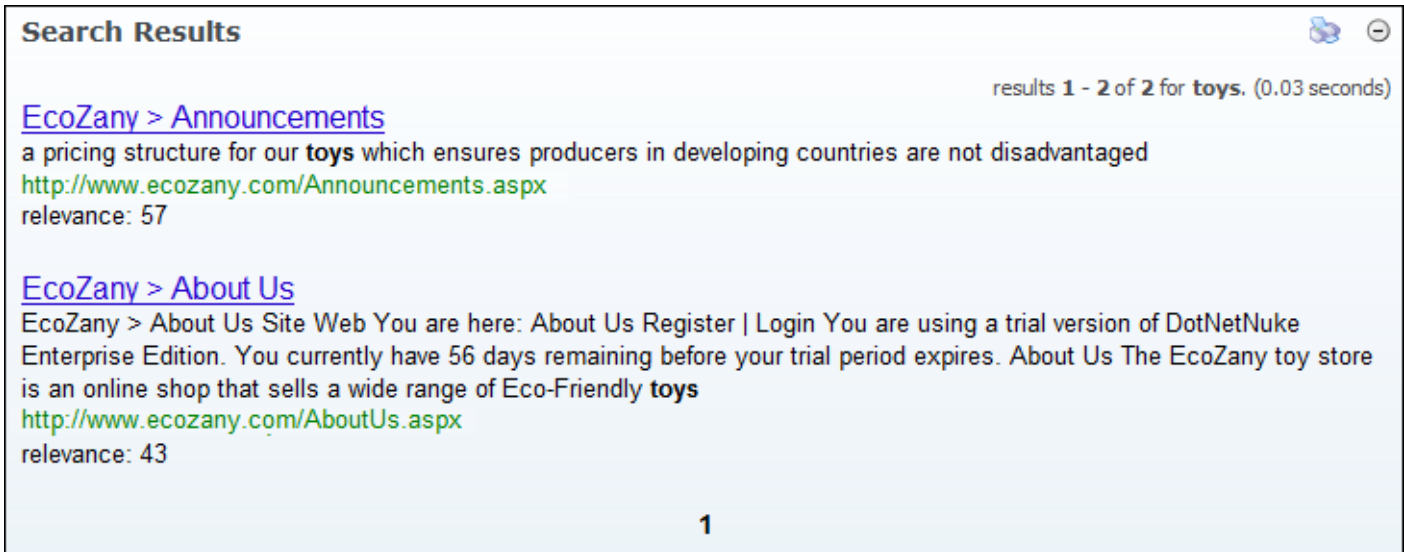 Search Results
results 1 - 2 of 2 for toys. (0.03 seconds)
EcoZany > Announcements
a pricing structure for our toys which ensures producers in developing countries are not disadvantaged
http://www.ecozany.com/Announcements.aspx
relevance: 57
EcoZany > About Us
EcoZany > About Us Site Web You are here: About Us Register | Login You are using a trial version of DotNetNuke
Enterprise Edition. You currently have 56 days remaining before your trial period expires. About Us The EcoZany toy store
is an online shop that sells a wide range of Eco-Friendly toys
http://www.ecozany.com/AboutUs.aspx
relevance: 43
1